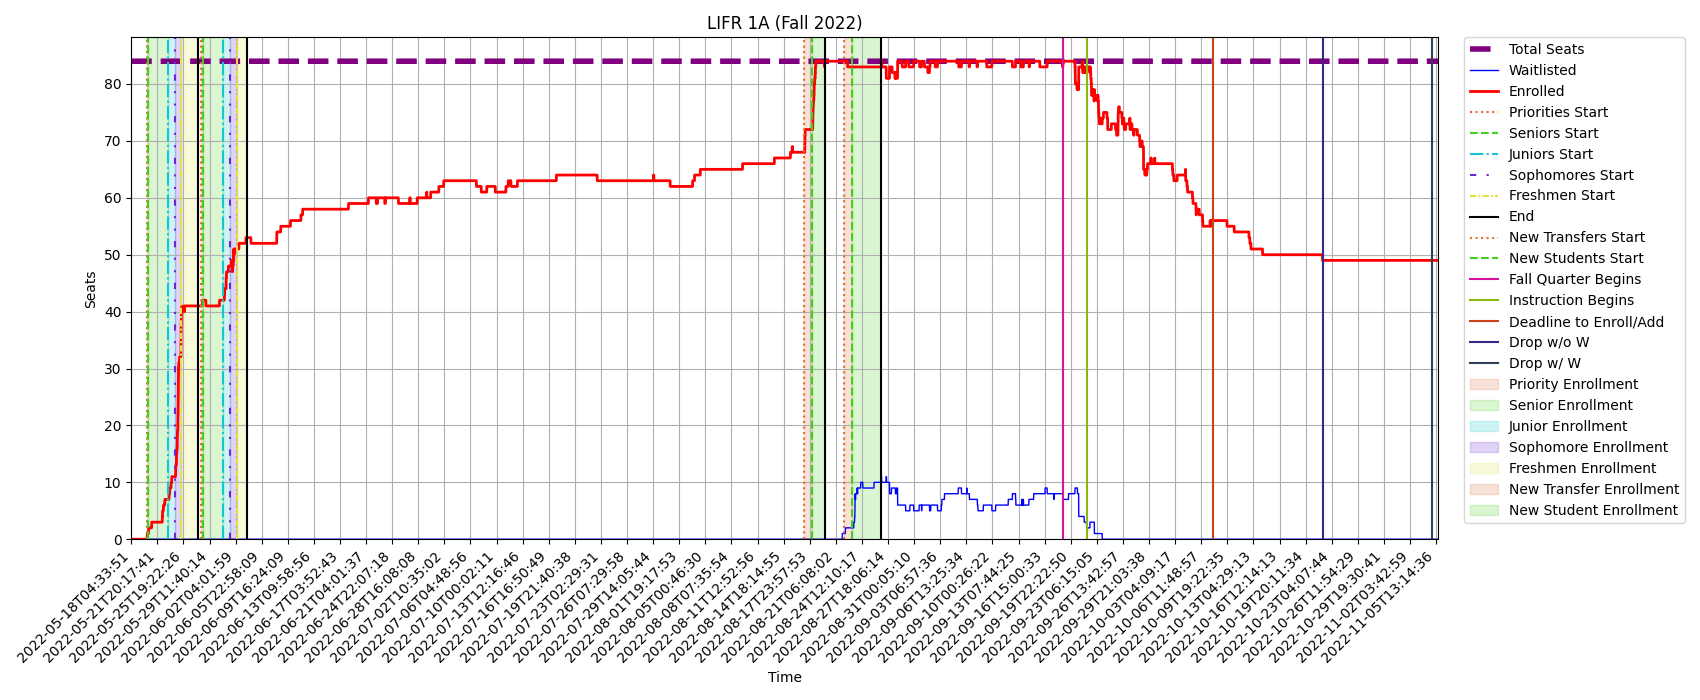 LIFR 1A (Fall 2022)
Seats
80
70
60
50
40
30
20
10
0
2022-05-18T04:33:51
2022-05-21T20:17:41
2022-05-25T19:22:26
2022-05-29T11:40:14
2022-06-02T04:01:59
2022-06-05T22:58:09
2022-06-09T16:24:09
2022-06-13T09:58:56
2022-06-17T03:52:43
2022-06-21T04:01:37
2022-06-24T22:07:18
2022-06-28T16:08:08
2022-07-02T10:35:02
2022-07-06T04:48:56
2022-07-10T00:02:11
2022-07-13T12:16:46
2022-07-16T16:50:49
2022-07-19T21:40:38
2022-07-23T02:29:31
2022-07-26T07:29:58
2022-07-29T14:05:44
2022-08-01T19:17:53
2022-08-05T00:46:30
2022-08-08T07:35:54
2022-08-11T12:52:56
2022-08-14T18:14:55
2022-08-17T23:57:53
2022-08-21T06:08:02
2022-08-24T12:10:17
2022-08-27T18:06:14
2022-08-31T00:05:10
2022-09-03T06:57:36
2022-09-06T13:25:34
2022-09-10T00:26:22
2022-09-13T07:44:25
2022-09-16T15:00:33
2022-09-19T22:22:50
2022-09-23T06:15:05
2022-09-26T13:42:57
2022-09-29T21:03:38
2022-10-03T04:09:17
2022-10-06T11:48:57
2022-10-09T19:22:35
2022-10-13T04:29:13
2022-10-16T12:14:13
2022-10-19T20:11:34
2022-10-23T04:07:44
2022-10-26T11:54:29
2022-10-29T19:30:41
2022-11-02T03:42:59
2022-11-05T13:14:36
Time
Total Seats
Waitlisted
Enrolled
Priorities Start
Seniors Start
Juniors Start
Sophomores Start
Freshmen Start
End
New Transfers Start
New Students Start
Fall Quarter Begins
Instruction Begins
Deadline to Enroll/Add
Drop w/o W
Drop w/ W
Priority Enrollment
Senior Enrollment
Junior Enrollment
Sophomore Enrollment
Freshmen Enrollment
New Transfer Enrollment
New Student Enrollment